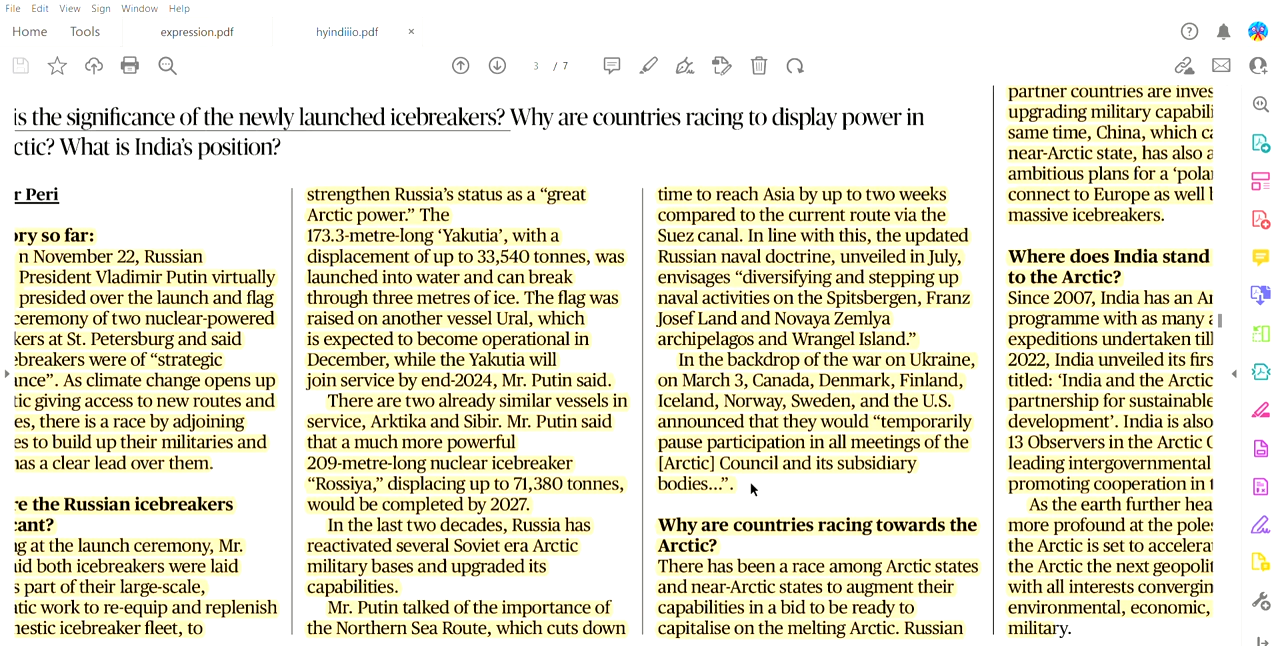 File Edit View Sign Window Help
Home Tools expression.pdf hyindiiio.pdf ×
3 / 7
is the significance of the newly launched icebreakers? Why are countries racing to display power in
ctic? What is India's position?
r Peri
ory so far:
n November 22, Russian
President Vladimir Putin virtually
presided over the launch and flag
ceremony of two nuclear-powered
kers at St. Petersburg and said
ebreakers were of “strategic
ance”. As climate change opens up
tic giving access to new routes and
es, there is a race by adjoining
es to build up their militaries and
has a clear lead over them.
re the Russian icebreakers
cant?
ng at the launch ceremony, Mr.
aid both icebreakers were laid
s part of their large-scale,
atic work to re-equip and replenish
mestic icebreaker fleet, to
strengthen Russia's status as a “great
Arctic power.” The
173.3-metre-long ‘Yakutia’, with a
displacement of up to 33,540 tonnes, was
launched into water and can break
through three metres of ice. The flag was
raised on another vessel Ural, which
is expected to become operational in
December, while the Yakutia will
join service by end-2024, Mr. Putin said.
There are two already similar vessels in
service, Arktika and Sibir. Mr. Putin said
that a much more powerful
209-metre-long nuclear icebreaker
“Rossiya,” displacing up to 71,380 tonnes,
would be completed by 2027.
In the last two decades, Russia has
reactivated several Soviet era Arctic
military bases and upgraded its
capabilities.
Mr. Putin talked of the importance of
the Northern Sea Route, which cuts down
time to reach Asia by up to two weeks
compared to the current route via the
Suez canal. In line with this, the updated
Russian naval doctrine, unveiled in July,
envisages “diversifying and stepping up
naval activities on the Spitsbergen, Franz
Josef Land and Novaya Zemlya
archipelagos and Wrangel Island.”
In the backdrop of the war on Ukraine,
on March 3, Canada, Denmark, Finland,
Iceland, Norway, Sweden, and the U.S.
announced that they would “temporarily
pause participation in all meetings of the
[Arctic] Council and its subsidiary
bodies...”.
Why are countries racing towards the
Arctic?
There has been a race among Arctic states
and near-Arctic states to augment their
capabilities in a bid to be ready to
capitalise on the melting Arctic. Russian
partner countries are inves
upgrading military capabili
same time, China, which ca
near-Arctic state, has also a
ambitious plans for a ‘pola
connect to Europe as well
massive icebreakers.
Where does India stand
to the Arctic?
Since 2007, India has an Ar
programme with as many a
expeditions undertaken till
2022, India unveiled its firs
titled: ‘India and the Arctic
partnership for sustainable
development’. India is also
13 Observers in the Arctic C
leading intergovernmental
promoting cooperation in t
As the earth further hea
more profound at the poles
the Arctic is set to accelera
the Arctic the next geopolit
with all interests converging
environmental, economic,
military.